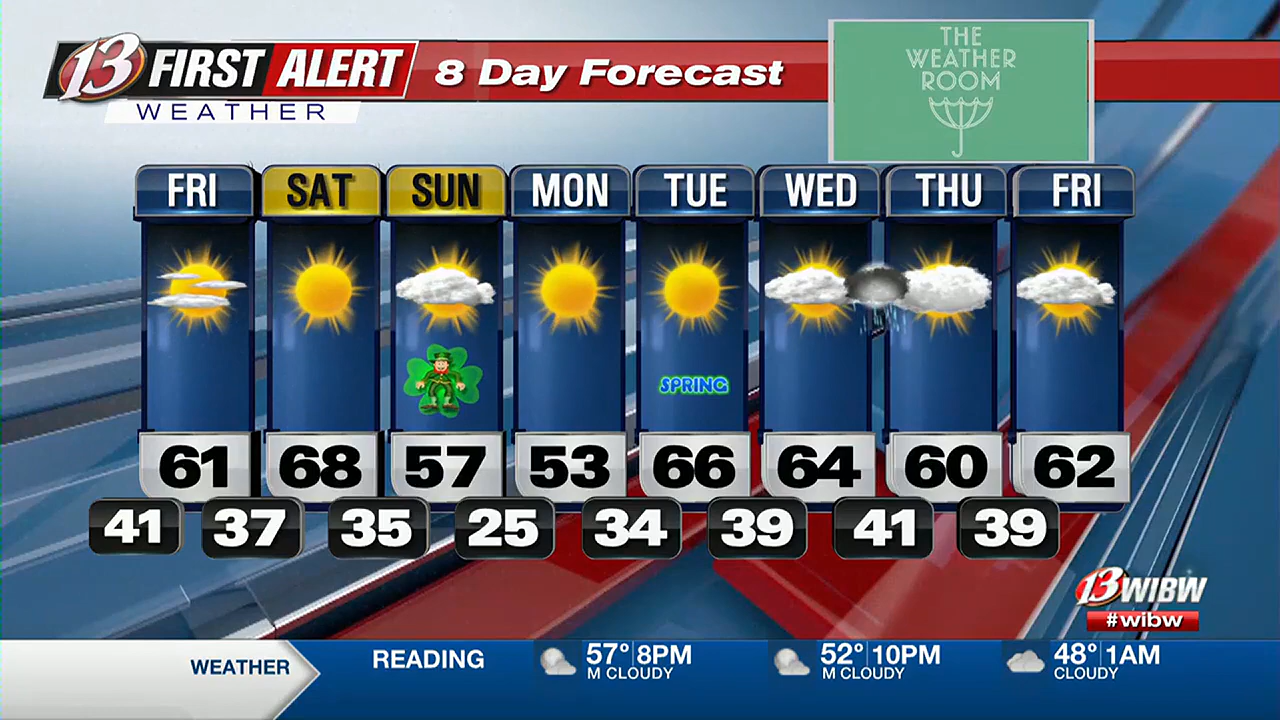 13 FIRST ALERT
WEATHER
8 Day Forecast
THE
WEATHER
ROOM
FRI SAT SUN MON TUE WED THU FRI
SPRING
61 68 57 53 66 64 60 62
41 37 35 25 34 39 41 39
13 WIBW
#wibw
WEATHER
READING
57° 8PM
M CLOUDY
52° 10PM
M CLOUDY
48° 1AM
CLOUDY